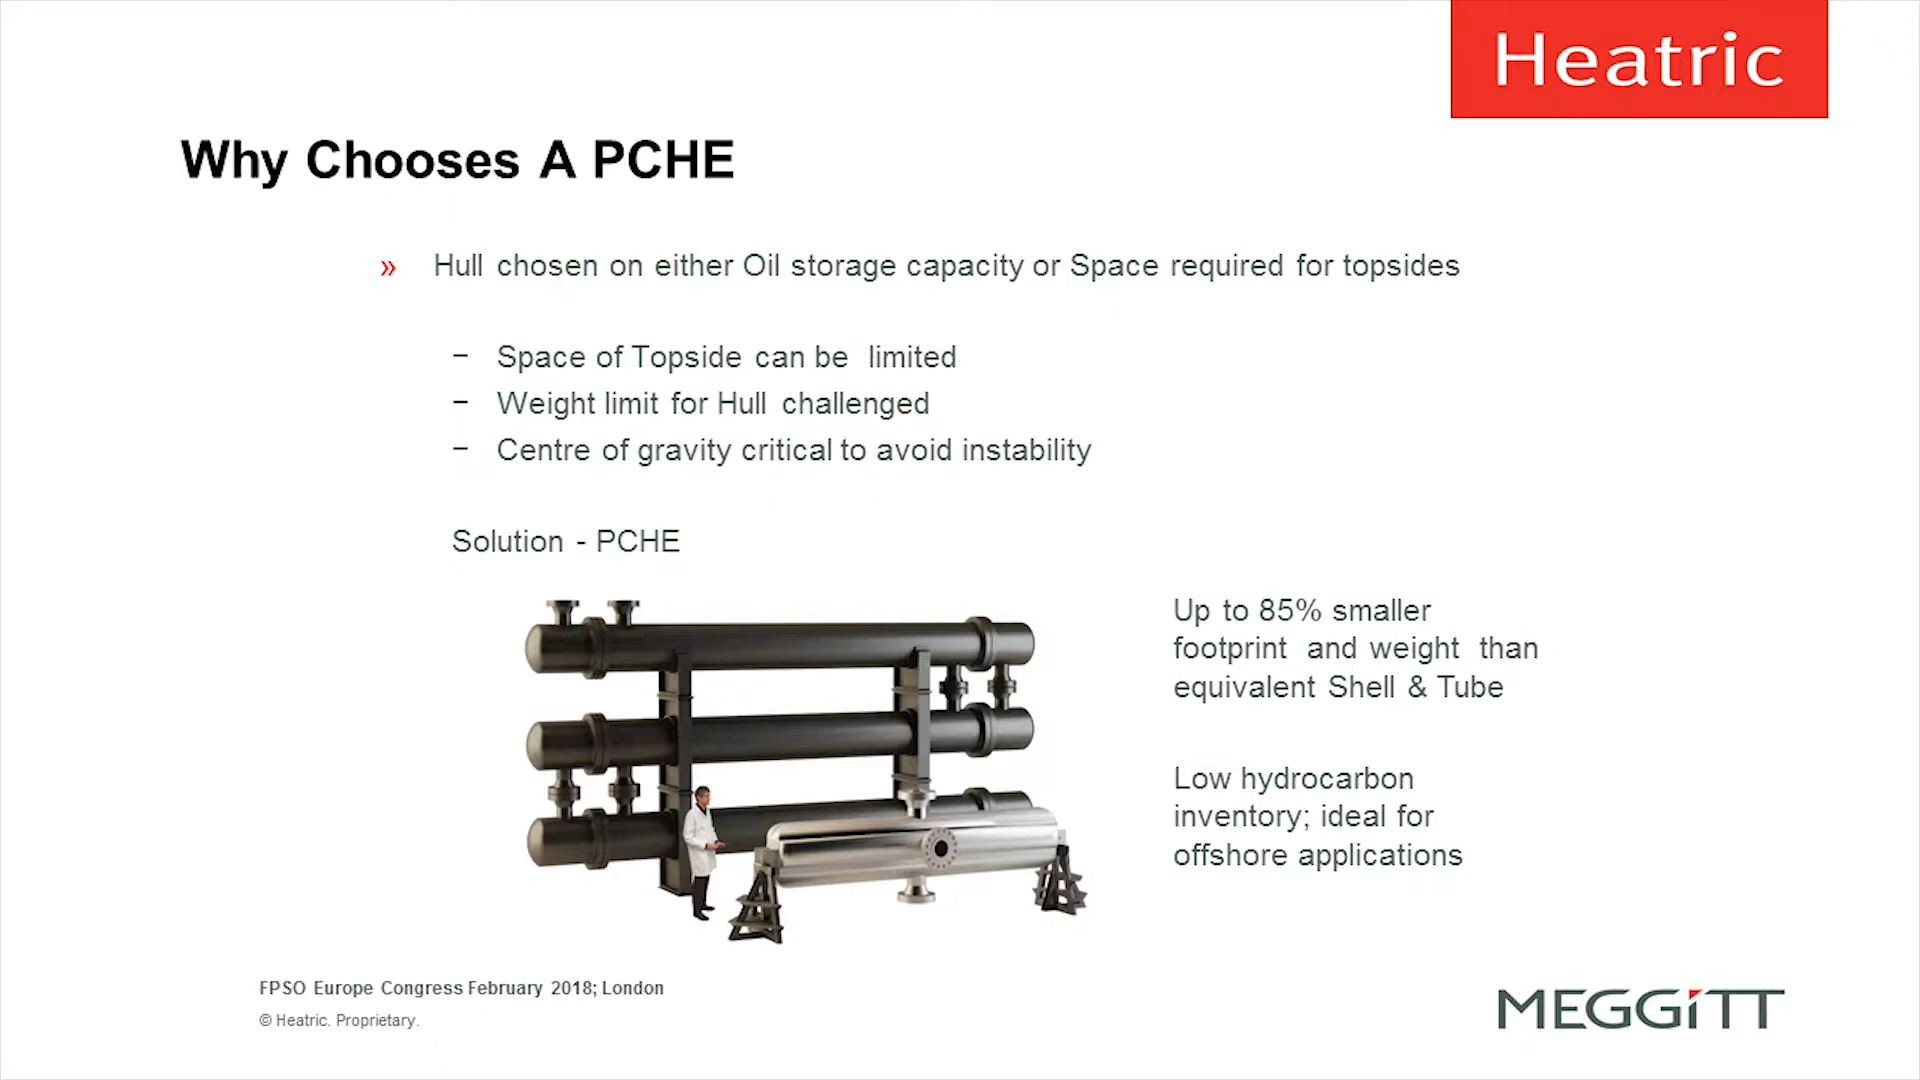 Heatric
Why Chooses A PCHE
» Hull chosen on either Oil storage capacity or Space required for topsides
− Space of Topside can be limited
− Weight limit for Hull challenged
− Centre of gravity critical to avoid instability
Solution - PCHE
Up to 85% smaller
footprint and weight than
equivalent Shell & Tube
Low hydrocarbon
inventory; ideal for
offshore applications
FPSO Europe Congress February 2018; London
© Heatric. Proprietary.
MEGGiTT